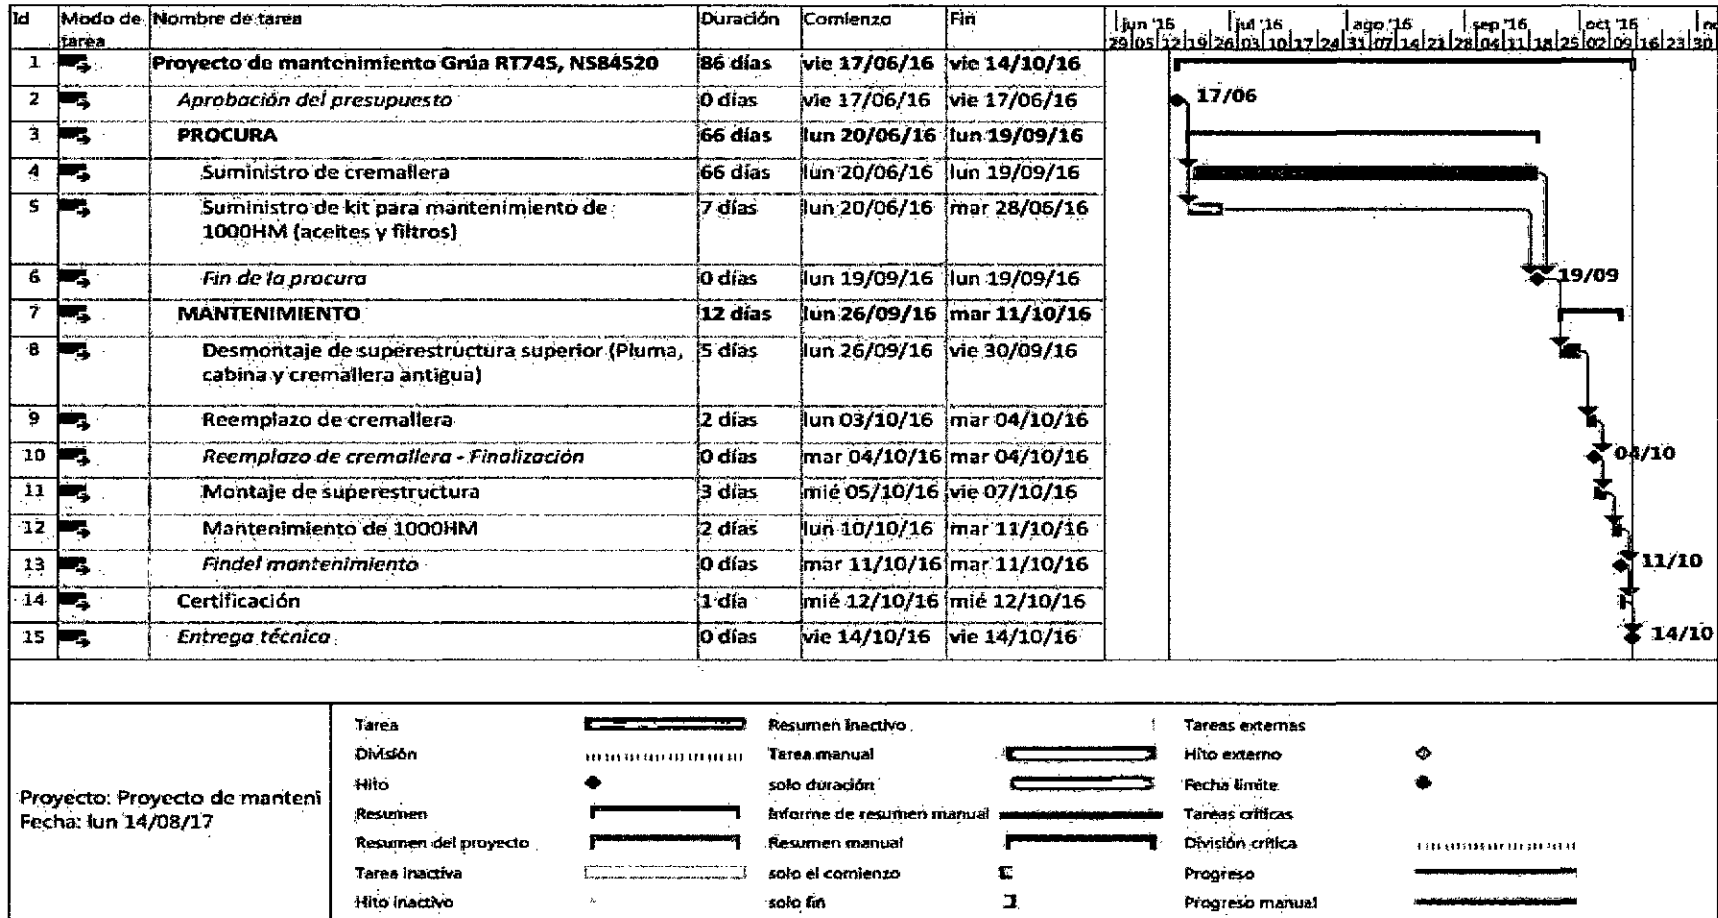 Id Modo de tarea Nombre de tarea Duración Comienzo Fin
jun '16 jul '16 ago '16 sep '16 oct '16
29 05 12 19 26 03 10 17 24 31 07 14 21 28 04 11 18 25 02 09 16 23 30
1 Proyecto de mantenimiento Grúa RT745, NS84520 86 días vie 17/06/16 vie 14/10/16
2 Aprobación del presupuesto 0 días vie 17/06/16 vie 17/06/16 17/06
3 PROCURA 66 días lun 20/06/16 lun 19/09/16
4 Suministro de cremallera 66 días lun 20/06/16 lun 19/09/16
5 Suministro de kit para mantenimiento de 7 días lun 20/06/16 mar 28/06/16
1000HM (aceites y filtros)
6 Fin de la procura 0 días lun 19/09/16 lun 19/09/16 19/09
7 MANTENIMIENTO 12 días lun 26/09/16 mar 11/10/16
8 Desmontaje de superestructura superior (Pluma, 5 días lun 26/09/16 vie 30/09/16
cabina y cremallera antigua)
9 Reemplazo de cremallera 2 días lun 03/10/16 mar 04/10/16
10 Reemplazo de cremallera - Finalización 0 días mar 04/10/16 mar 04/10/16 04/10
11 Montaje de superestructura 3 días mié 05/10/16 vie 07/10/16
12 Mantenimiento de 1000HM 2 días lun 10/10/16 mar 11/10/16
13 Findel mantenimiento 0 días mar 11/10/16 mar 11/10/16 11/10
14 Certificación 1 día mié 12/10/16 mié 12/10/16
15 Entrega técnica 0 días vie 14/10/16 vie 14/10/16 14/10
Proyecto: Proyecto de manteni
Fecha: lun 14/08/17
Tarea Resumen inactivo Tareas externas
División Tarea manual Hito externo
Hito solo duración Fecha límite
Resumen Informe de resumen manual Tareas críticas
Resumen del proyecto Resumen manual División crítica
Tarea inactiva solo el comienzo Progreso
Hito inactivo solo fin Progreso manual